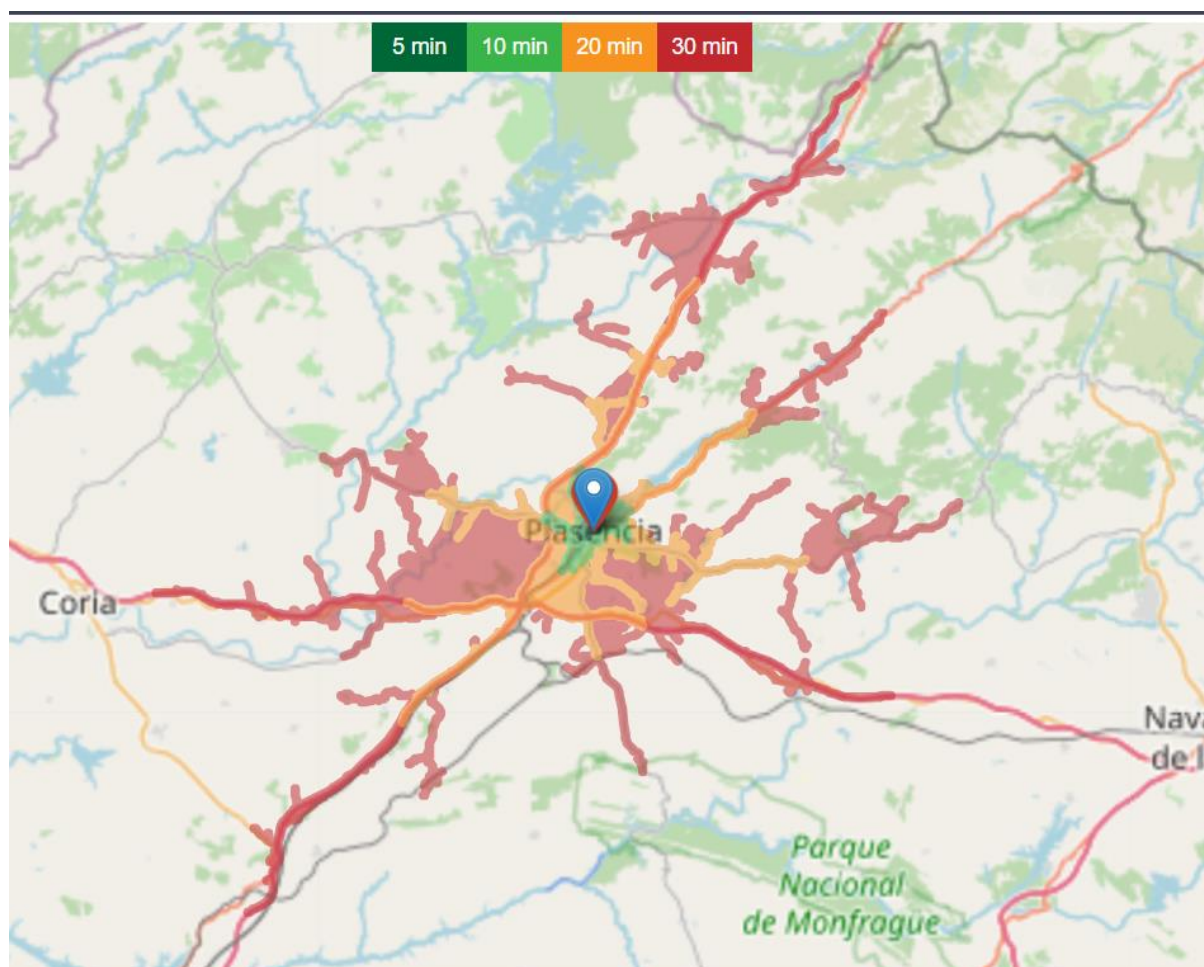 5 min 10 min 20 min 30 min
Plasencia
Coria
Nava
de l
Parque
Nacional
de Monfrague